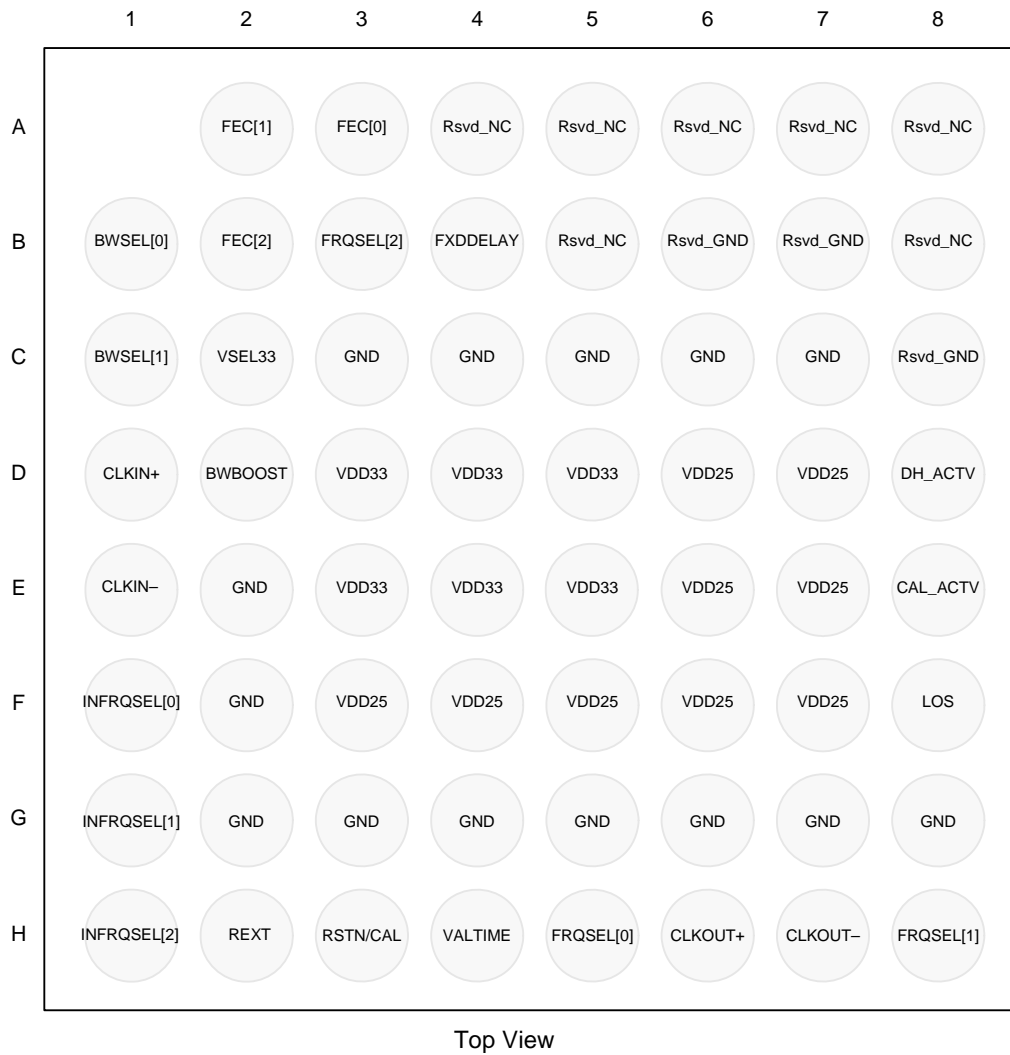 1 2 3 4 5 6 7 8
A FEC[1] FEC[0] Rsvd_NC Rsvd_NC Rsvd_NC Rsvd_NC Rsvd_NC
B BWSEL[0] FEC[2] FRQSEL[2] FXDDELAY Rsvd_NC Rsvd_GND Rsvd_GND Rsvd_NC
C BWSEL[1] VSEL33 GND GND GND GND GND Rsvd_GND
D CLKIN+ BWBOOST VDD33 VDD33 VDD33 VDD25 VDD25 DH_ACTV
E CLKIN– GND VDD33 VDD33 VDD33 VDD25 VDD25 CAL_ACTV
F INFRQSEL[0] GND VDD25 VDD25 VDD25 VDD25 VDD25 LOS
G INFRQSEL[1] GND GND GND GND GND GND GND
H INFRQSEL[2] REXT RSTN/CAL VALTIME FRQSEL[0] CLKOUT+ CLKOUT– FRQSEL[1]
Top View